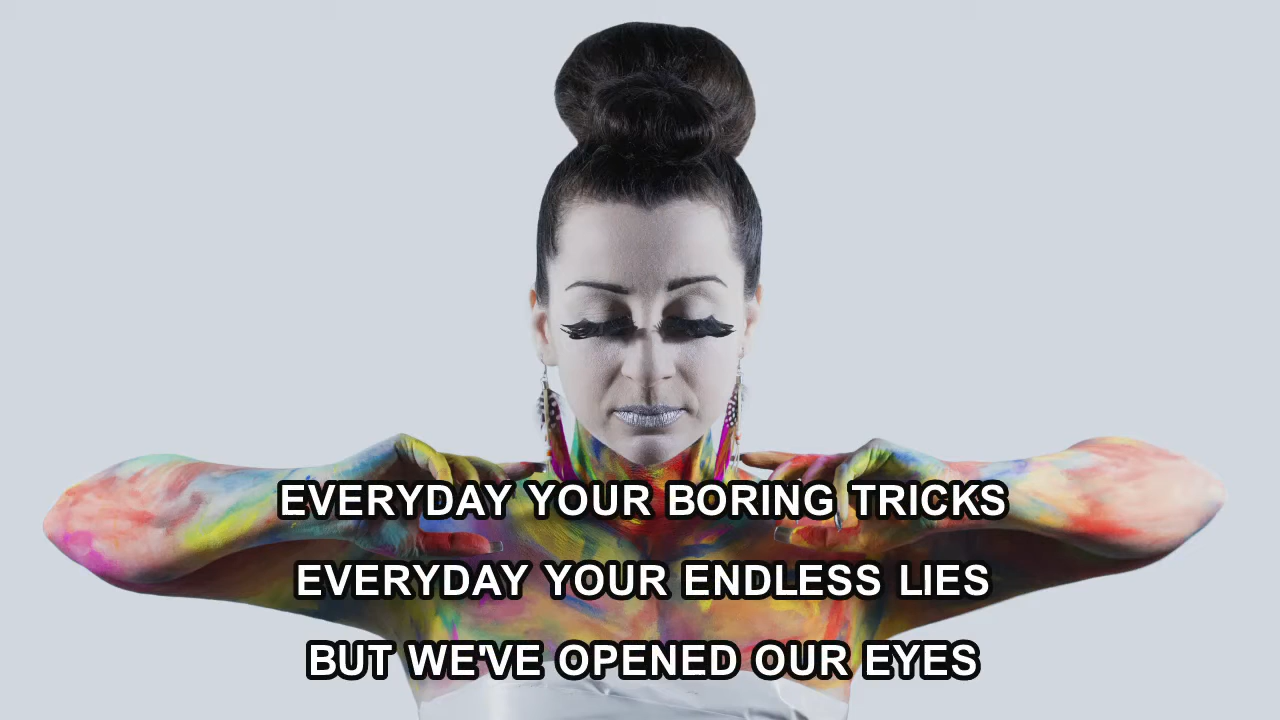 EVERYDAY YOUR BORING TRICKS
EVERYDAY YOUR ENDLESS LIES
BUT WE'VE OPENED OUR EYES